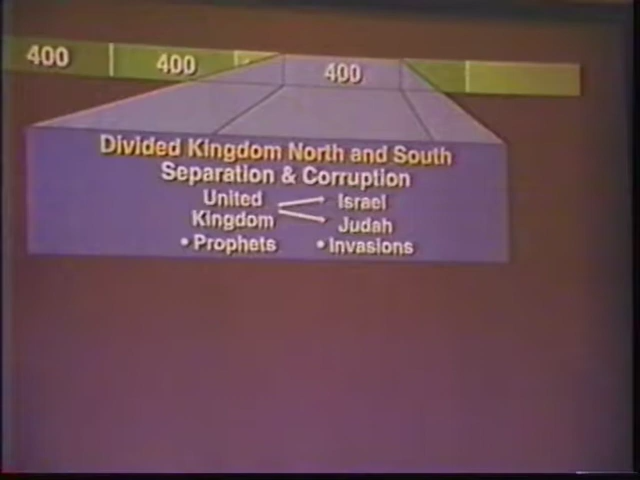 400 400 400
Divided Kingdom North and South
Separation & Corruption
United Israel
Kingdom Judah
• Prophets • Invasions